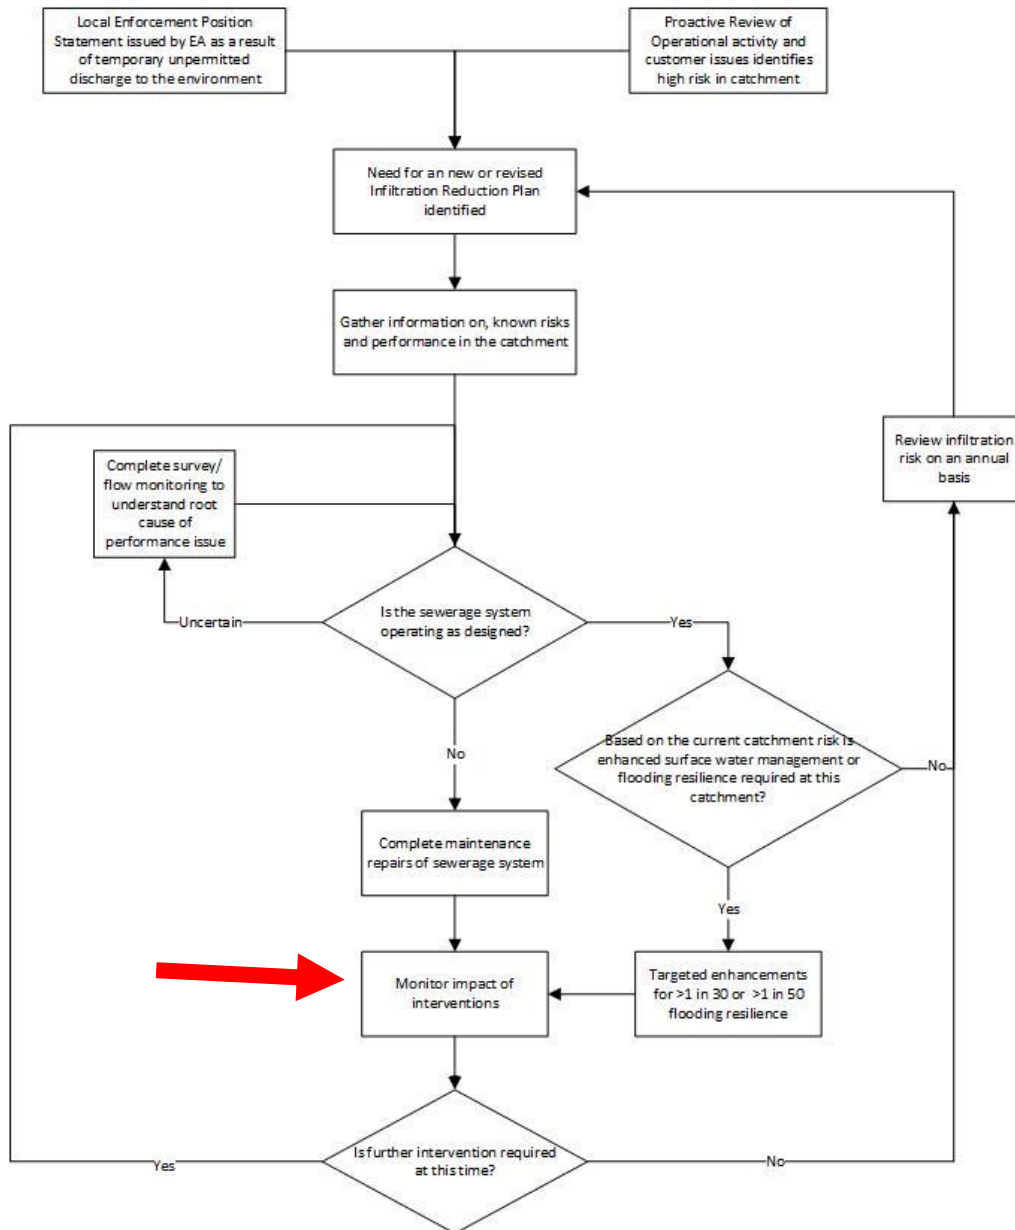 Local Enforcement Position
Statement issued by EA as a result
of temporary unpermitted
discharge to the environment
Proactive Review of
Operational activity and
customer issues identifies
high risk in catchment
Need for an new or revised
Infiltration Reduction Plan
identified
Gather information on, known risks
and performance in the catchment
Review infiltration
risk on an annual
basis
Complete survey/
flow monitoring to
understand root
cause of
performance issue
Is the sewerage system
operating as designed?
Uncertain
Yes
No
Based on the current catchment risk is
enhanced surface water management or
flooding resilience required at this
catchment?
No
Complete maintenance
repairs of sewerage system
Yes
Monitor impact of
interventions
Targeted enhancements
for >1 in 30 or >1 in 50
flooding resilience
Is further intervention required
at this time?
Yes
No